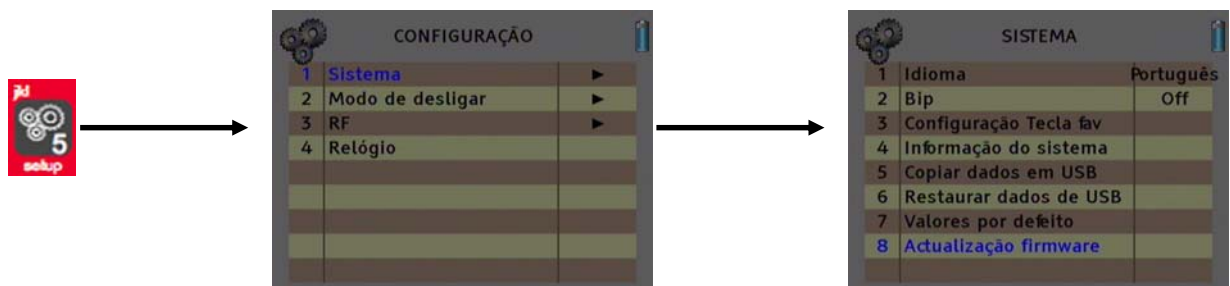 jkl
5
setup
CONFIGURAÇÃO
1 Sistema
2 Modo de desligar
3 RF
4 Relógio
SISTEMA
1 Idioma Português
2 Bip Off
3 Configuração Tecla fav
4 Informação do sistema
5 Copiar dados em USB
6 Restaurar dados de USB
7 Valores por defeito
8 Actualização firmware